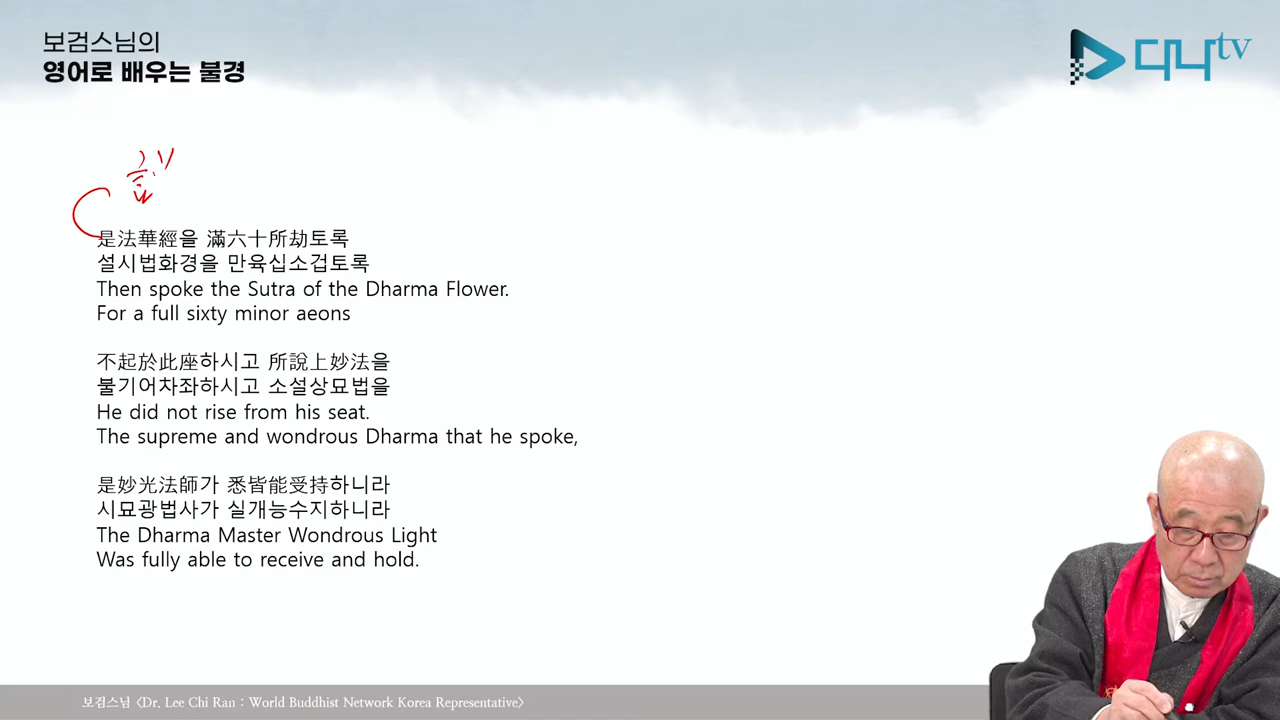 보검스님의
영어로 배우는 불경
디나tv
是法華經을 滿六十所劫토록
설시법화경을 만육십소겁토록
Then spoke the Sutra of the Dharma Flower.
For a full sixty minor aeons
不起於此座하시고 所說上妙法을
불기어차좌하시고 소설상묘법을
He did not rise from his seat.
The supreme and wondrous Dharma that he spoke,
是妙光法師가 悉皆能受持하니라
시묘광법사가 실개능수지하니라
The Dharma Master Wondrous Light
Was fully able to receive and hold.
보검스님 <Dr. Lee Chi Ran : World Buddhist Network Korea Representative>